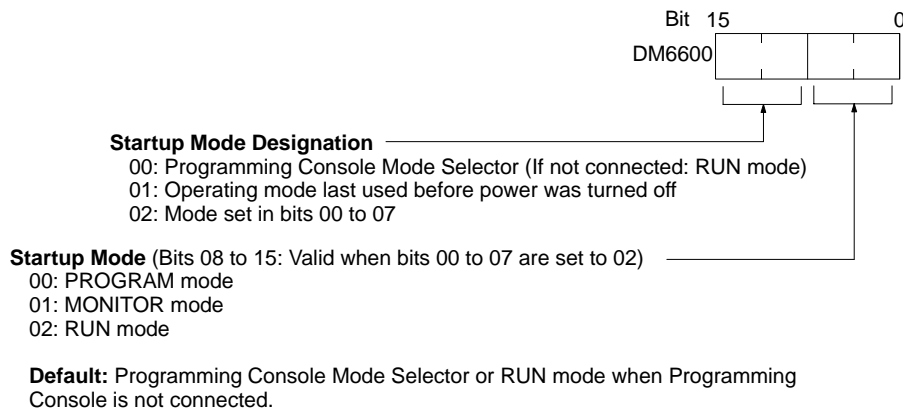 Bit 15 0
DM6600
Startup Mode Designation
00: Programming Console Mode Selector (If not connected: RUN mode)
01: Operating mode last used before power was turned off
02: Mode set in bits 00 to 07
Startup Mode (Bits 08 to 15: Valid when bits 00 to 07 are set to 02)
00: PROGRAM mode
01: MONITOR mode
02: RUN mode
Default: Programming Console Mode Selector or RUN mode when Programming
Console is not connected.